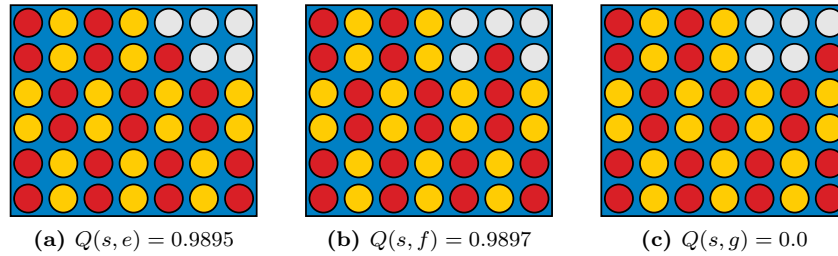 (a) Q(s, e) = 0.9895
(b) Q(s, f) = 0.9897
(c) Q(s, g) = 0.0